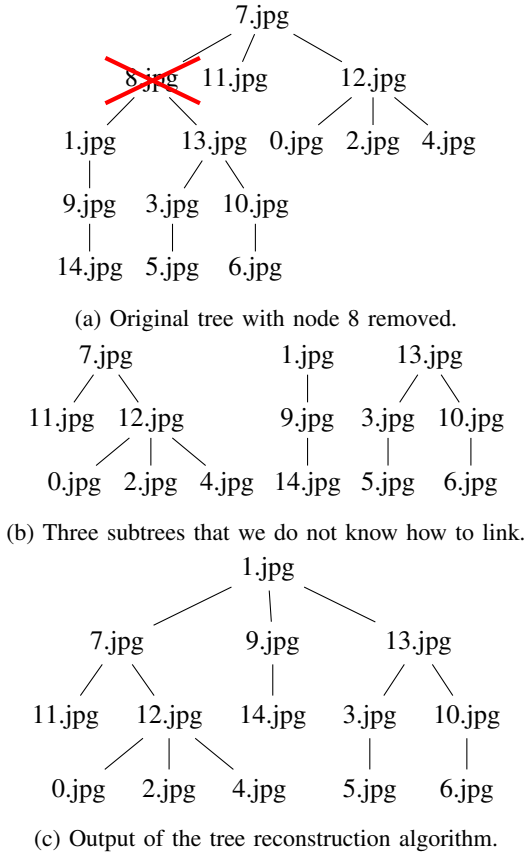 7.jpg
8.jpg 11.jpg 12.jpg
1.jpg 13.jpg 0.jpg 2.jpg 4.jpg
9.jpg 3.jpg 10.jpg
14.jpg 5.jpg 6.jpg
(a) Original tree with node 8 removed.
7.jpg 1.jpg 13.jpg
11.jpg 12.jpg 9.jpg 3.jpg 10.jpg
0.jpg 2.jpg 4.jpg 14.jpg 5.jpg 6.jpg
(b) Three subtrees that we do not know how to link.
1.jpg
7.jpg 9.jpg 13.jpg
11.jpg 12.jpg 14.jpg 3.jpg 10.jpg
0.jpg 2.jpg 4.jpg 5.jpg 6.jpg
(c) Output of the tree reconstruction algorithm.